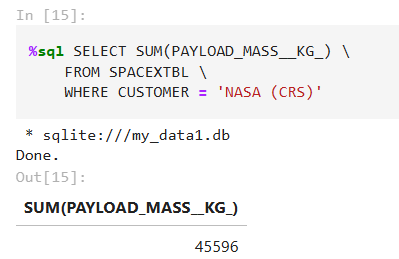 In [15]:
%sql SELECT SUM(PAYLOAD_MASS__KG_) \
FROM SPACEXTBL \
WHERE CUSTOMER = 'NASA (CRS)'
* sqlite:///my_data1.db
Done.
Out[15]:
SUM(PAYLOAD_MASS__KG_)
45596